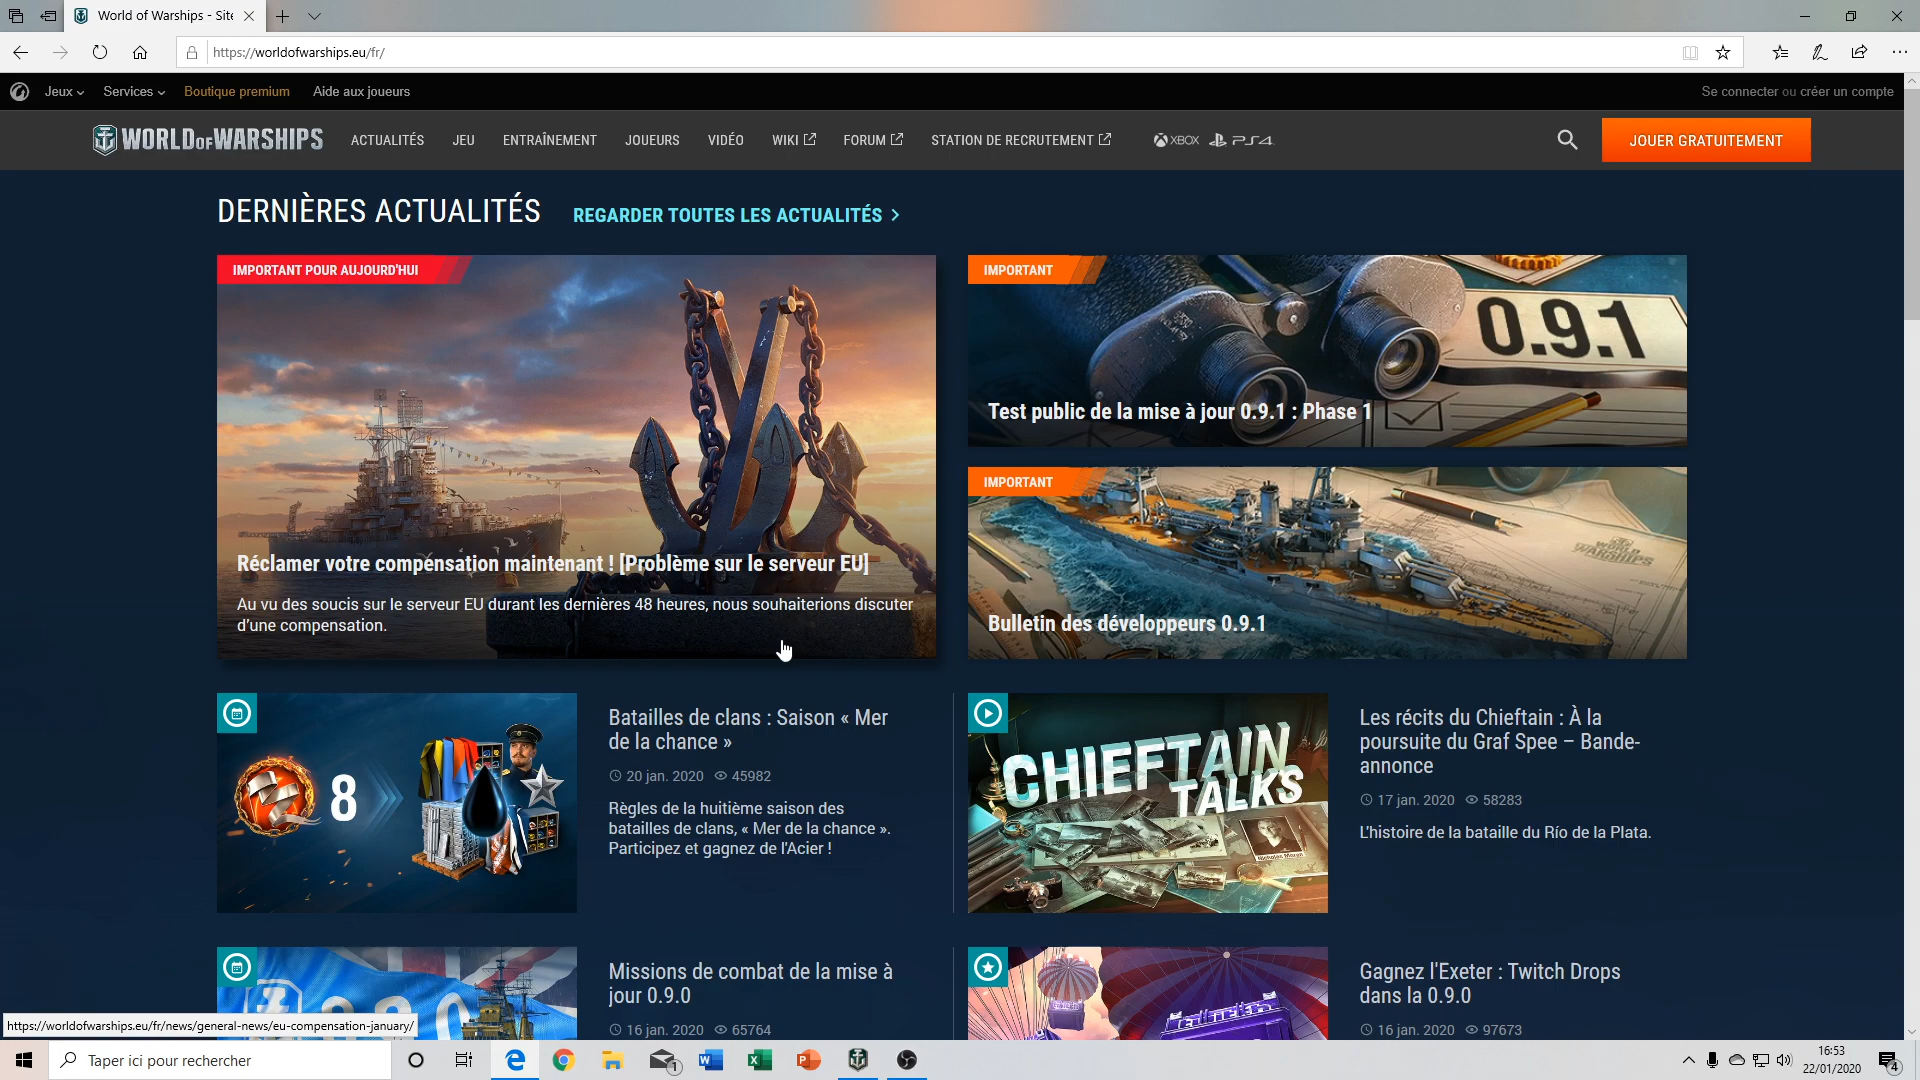 World of Warships - Site
https://worldofwarships.eu/fr/
Jeux
Services
Boutique premium
Aide aux joueurs
Se connecter ou créer un compte
WORLD OF WARSHIPS
ACTUALITÉS
JEU
ENTRAÎNEMENT
JOUEURS
VIDÉO
WIKI
FORUM
STATION DE RECRUTEMENT
XBOX
PS4
JOUER GRATUITEMENT
DERNIÈRES ACTUALITÉS
REGARDER TOUTES LES ACTUALITÉS
IMPORTANT POUR AUJOURD'HUI
Réclamer votre compensation maintenant ! [Problème sur le serveur EU]
Au vu des soucis sur le serveur EU durant les dernières 48 heures, nous souhaiterions discuter
d'une compensation.
IMPORTANT
0.9.1
Test public de la mise à jour 0.9.1 : Phase 1
IMPORTANT
WORLD OF WARSHIPS
Bulletin des développeurs 0.9.1
8
Batailles de clans : Saison « Mer
de la chance »
20 jan. 2020 45982
Règles de la huitième saison des
batailles de clans, « Mer de la chance ».
Participez et gagnez de l'Acier !
CHIEFTAIN
TALKS
Nicholas Moran
Les récits du Chieftain : À la
poursuite du Graf Spee – Bande-
annonce
17 jan. 2020 58283
L'histoire de la bataille du Río de la Plata.
Missions de combat de la mise à
jour 0.9.0
16 jan. 2020 65764
Gagnez l'Exeter : Twitch Drops
dans la 0.9.0
16 jan. 2020 97673
https://worldofwarships.eu/fr/news/general-news/eu-compensation-january/
Taper ici pour rechercher
1
16:53
22/01/2020
4